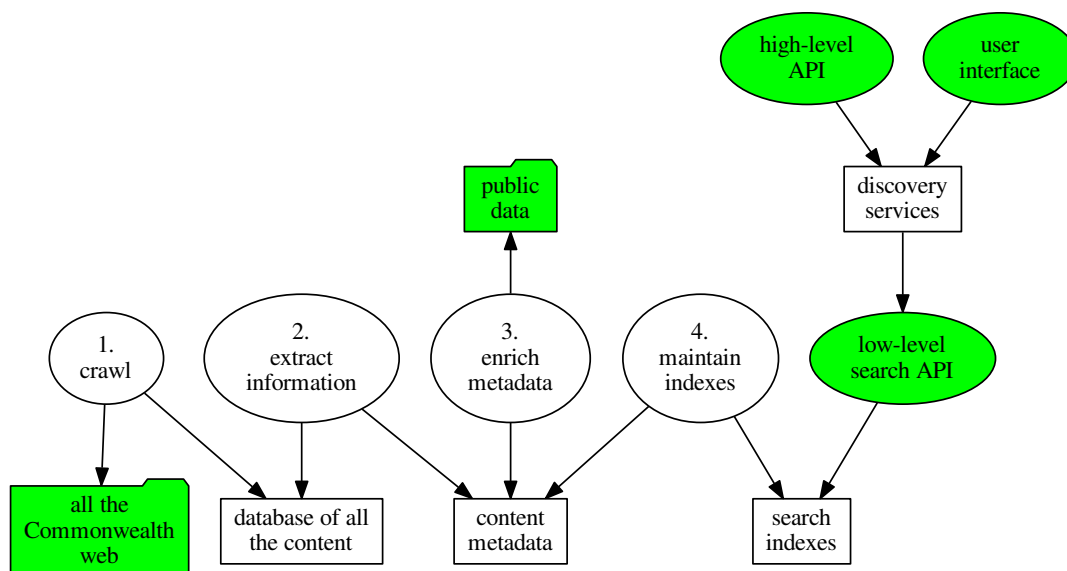 high-level
API
user
interface
public
data
discovery
services
1.
crawl
2.
extract
information
3.
enrich
metadata
4.
maintain
indexes
low-level
search API
all the
Commonwealth
web
database of all
the content
content
metadata
search
indexes